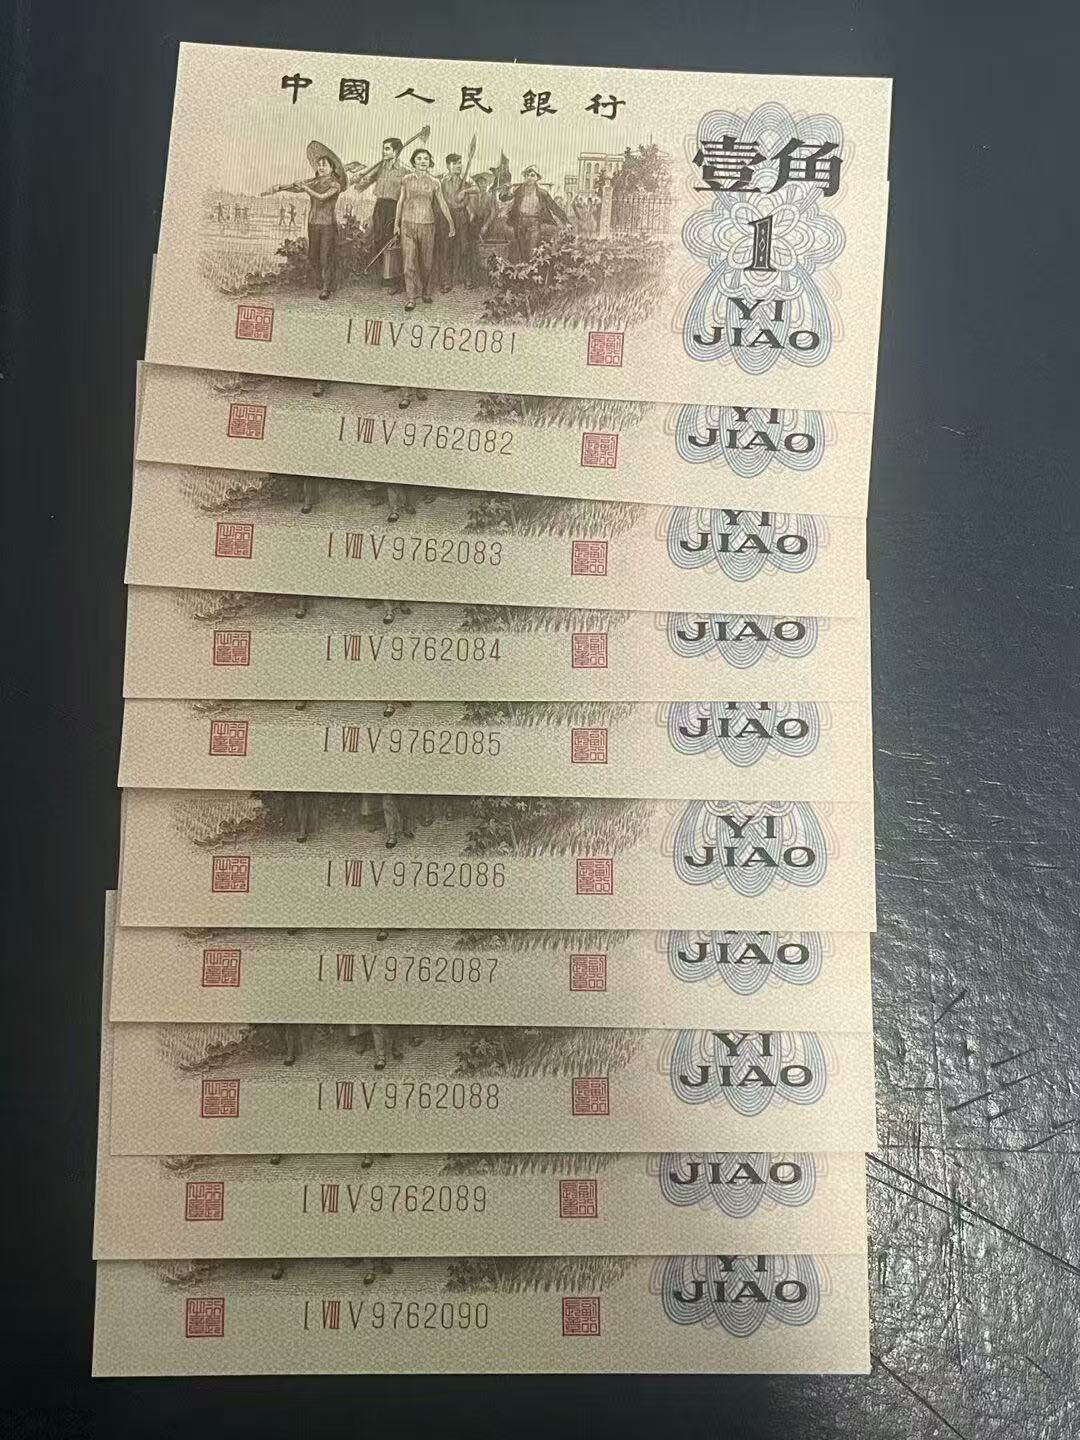 中國人民銀行
壹角
1
YI
JIAO
I VIII V 9762081
YI
JIAO
I VIII V 9762082
YI
JIAO
I VIII V 9762083
JIAO
I VIII V 9762084
YI
JIAO
I VIII V 9762085
YI
JIAO
I VIII V 9762086
YI
JIAO
I VIII V 9762087
YI
JIAO
I VIII V 9762088
JIAO
I VIII V 9762089
YI
JIAO
I VIII V 9762090